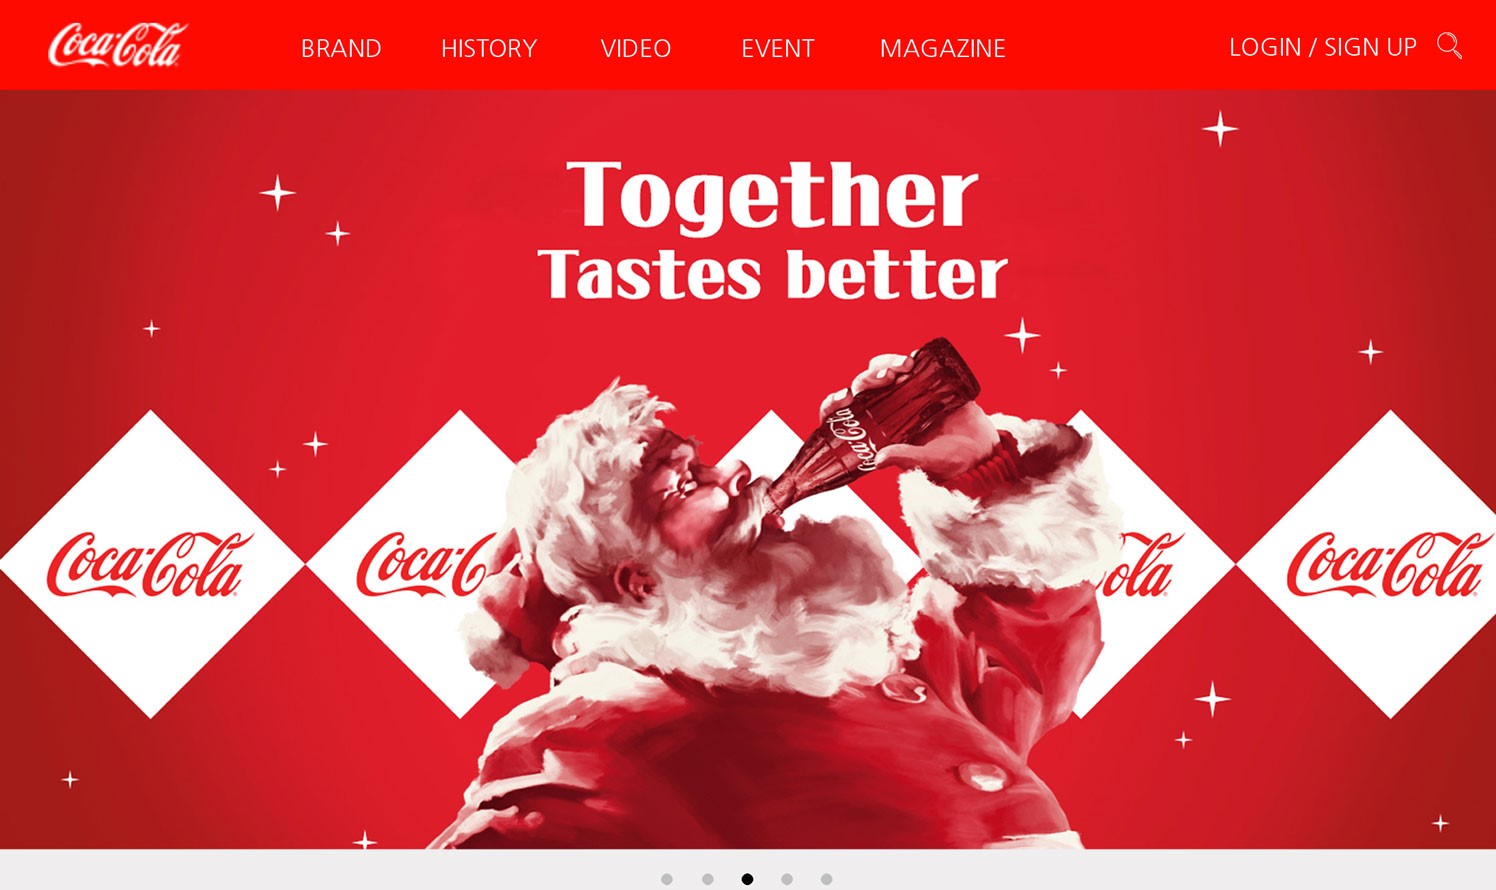 Coca-Cola
BRAND
HISTORY
VIDEO
EVENT
MAGAZINE
LOGIN / SIGN UP
Together
Tastes better
Coca-Cola
Coca-Cola
Coca-C
ola
Coca-Cola